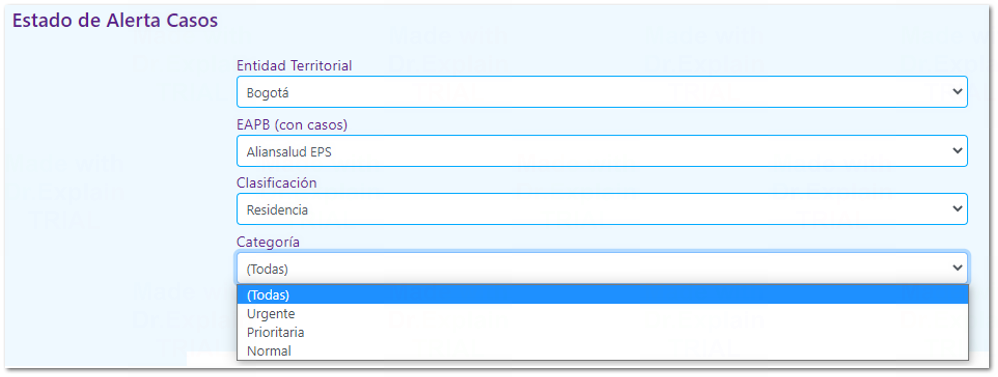 Estado de Alerta Casos
Entidad Territorial
Bogotá
EAPB (con casos)
Aliansalud EPS
Clasificación
Residencia
Categoría
(Todas)
(Todas)
Urgente
Prioritaria
Normal